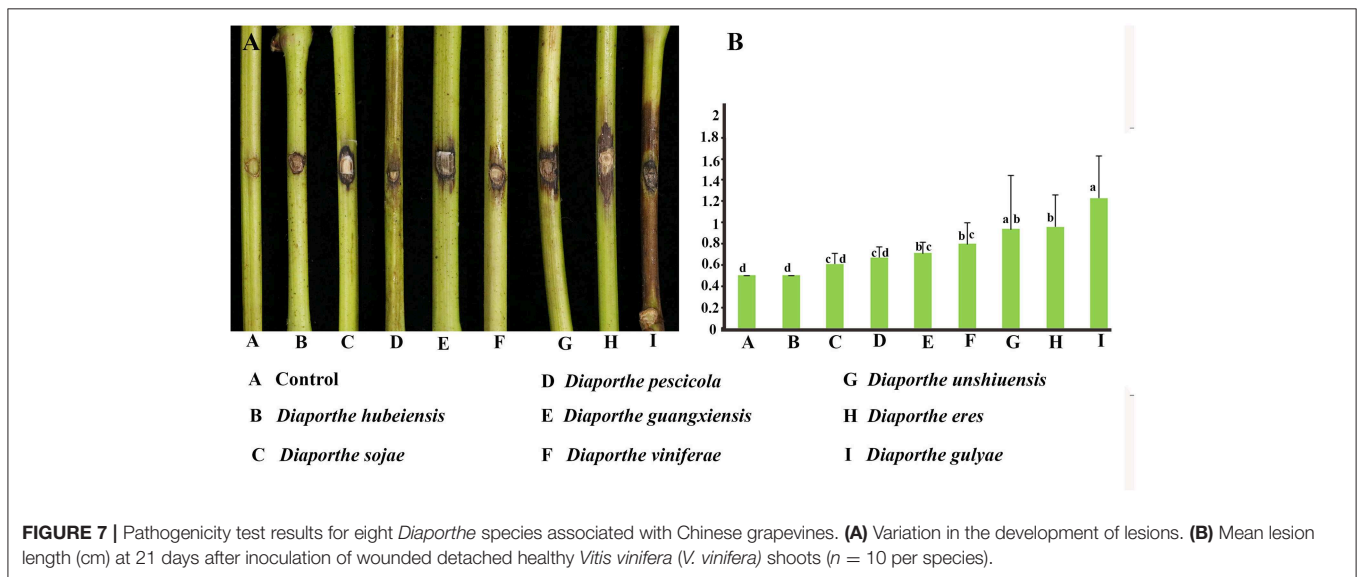 A
B
2
1.8
1.6
1.4
1.2
1
0.8
0.6
0.4
0.2
0
d
d
c d
c d
b c
b c
a b
b
a
A B C D E F G H I
A B C D E F G H I
A Control
D Diaporthe pescicola
G Diaporthe unshiuensis
B Diaporthe hubeiensis
E Diaporthe guangxiensis
H Diaporthe eres
C Diaporthe sojae
F Diaporthe viniferae
I Diaporthe gulyae
FIGURE 7 | Pathogenicity test results for eight Diaporthe species associated with Chinese grapevines. (A) Variation in the development of lesions. (B) Mean lesion
length (cm) at 21 days after inoculation of wounded detached healthy Vitis vinifera (V. vinifera) shoots (n = 10 per species).